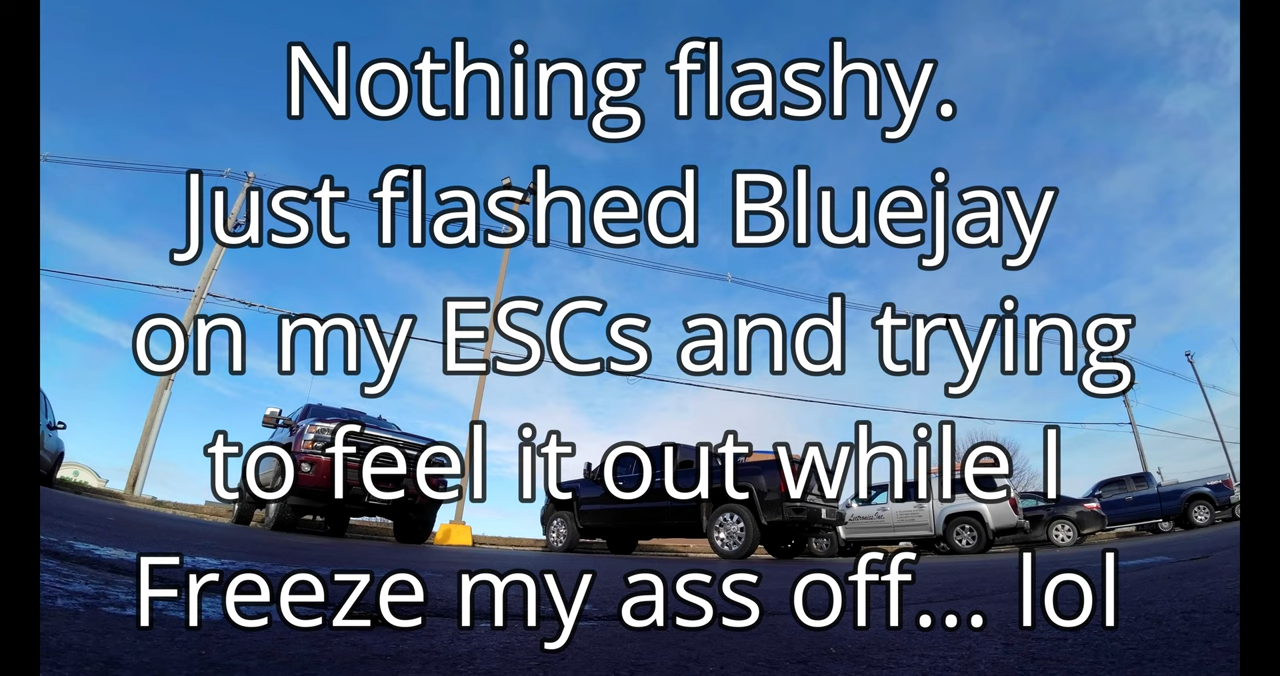 Nothing flashy.
Just flashed Bluejay
on my ESCs and trying
to feel it out while I
Freeze my ass off... lol